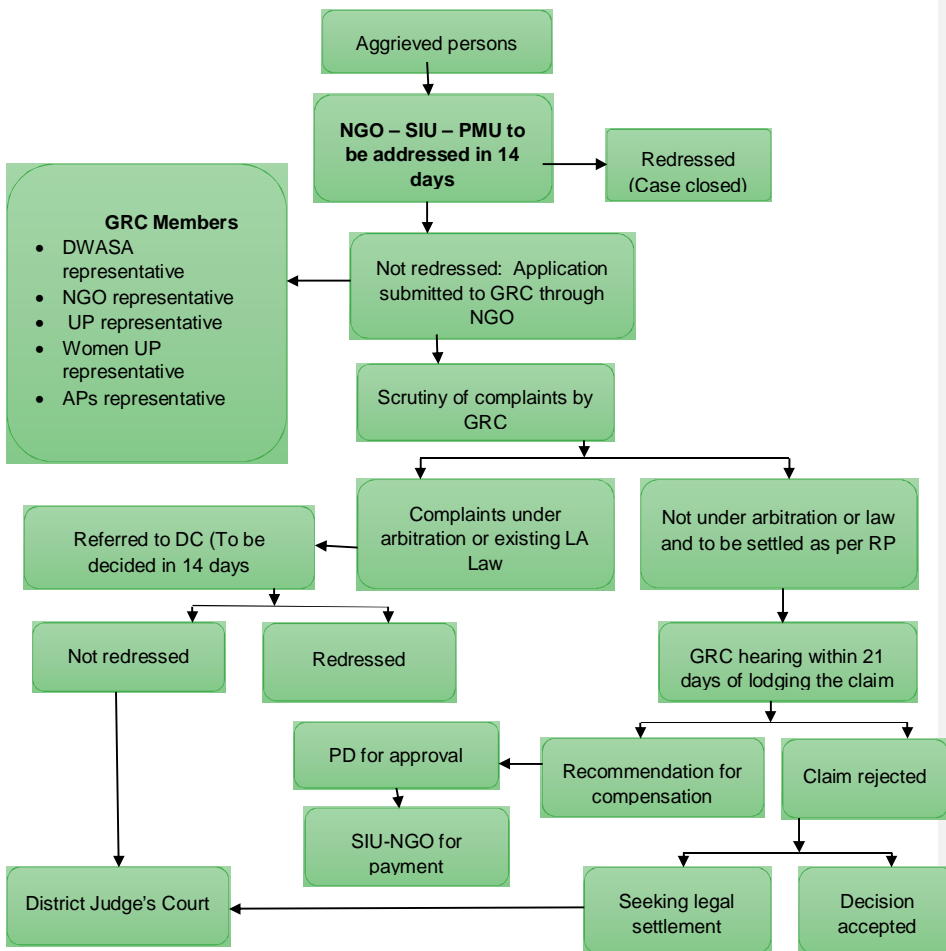 Aggrieved persons
NGO – SIU – PMU to
be addressed in 14
days
Redressed
(Case closed)
GRC Members
• DWASA
representative
• NGO representative
• UP representative
• Women UP
representative
• APs representative
Not redressed: Application
submitted to GRC through
NGO
Scrutiny of complaints by
GRC
Referred to DC (To be
decided in 14 days
Complaints under
arbitration or existing LA
Law
Not under arbitration or law
and to be settled as per RP
Not redressed
Redressed
GRC hearing within 21
days of lodging the claim
PD for approval
Recommendation for
compensation
Claim rejected
SIU-NGO for
payment
District Judge’s Court
Seeking legal
settlement
Decision
accepted